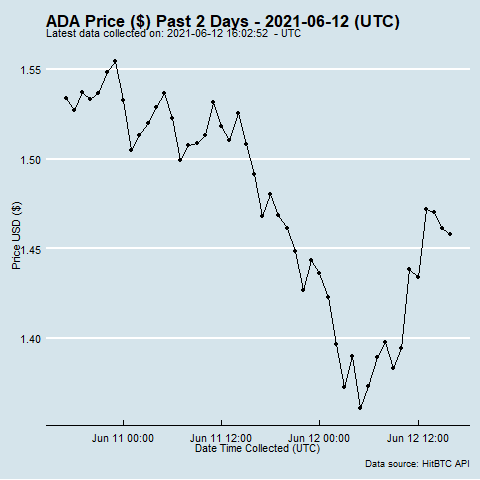 ADA Price ($) Past 2 Days - 2021-06-12 (UTC)
Latest data collected on: 2021-06-12 16:02:52 - UTC
1.55
1.50
1.45
1.40
Price USD ($)
Jun 11 00:00 Jun 11 12:00 Jun 12 00:00 Jun 12 12:00
Date Time Collected (UTC)
Data source: HitBTC API